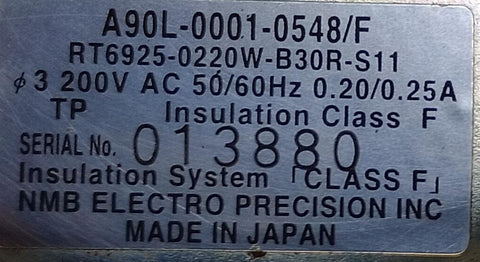 A90L-0001-0548/F
RT6925-0220W-B30R-S11
ϕ3 200V AC 50/60Hz 0.20/0.25A
TP Insulation Class F
SERIAL No. 013880
Insulation System 「CLASS F」
NMB ELECTRO PRECISION INC
MADE IN JAPAN